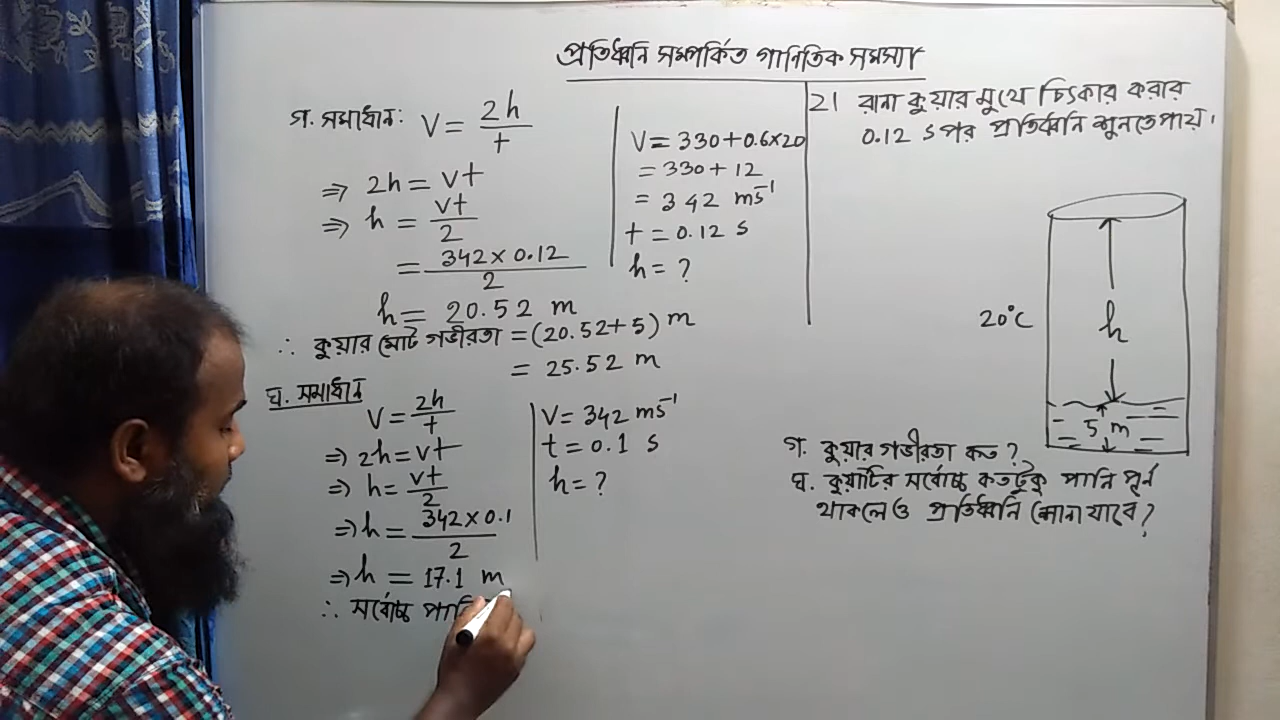 প্রতিধ্বনি সম্পর্কিত গানিতিক সমস্যা
গ. সমাধান: V = 2h/t
⇒ 2h = vt
⇒ h = vt/2
= 342 × 0.12/2
h = 20.52 m
∴ কুয়ার মোট গভীরতা = (20.52 + 5) m
= 25.52 m
V = 330 + 0.6 × 20
= 330 + 12
= 342 ms⁻¹
t = 0.12 s
h = ?
ঘ. সমাধান
V = 2h/t
⇒ 2h = vt
⇒ h = vt/2
⇒ h = 342 × 0.1/2
⇒ h = 17.1 m
∴ সর্বোচ্চ পানি
V = 342 ms⁻¹
t = 0.1 s
h = ?
2। রানা কুয়ার মুখে চিৎকার করার
0.12 s পর প্রতিধ্বনি শুনতে পায়।
20°C
h
5 m
গ. কুয়ার গভীরতা কত?
ঘ. কুয়াটির সর্বোচ্চ কতটুকু পানি পূর্ন
থাকলেও প্রতিধ্বনি শোনা যাবে?